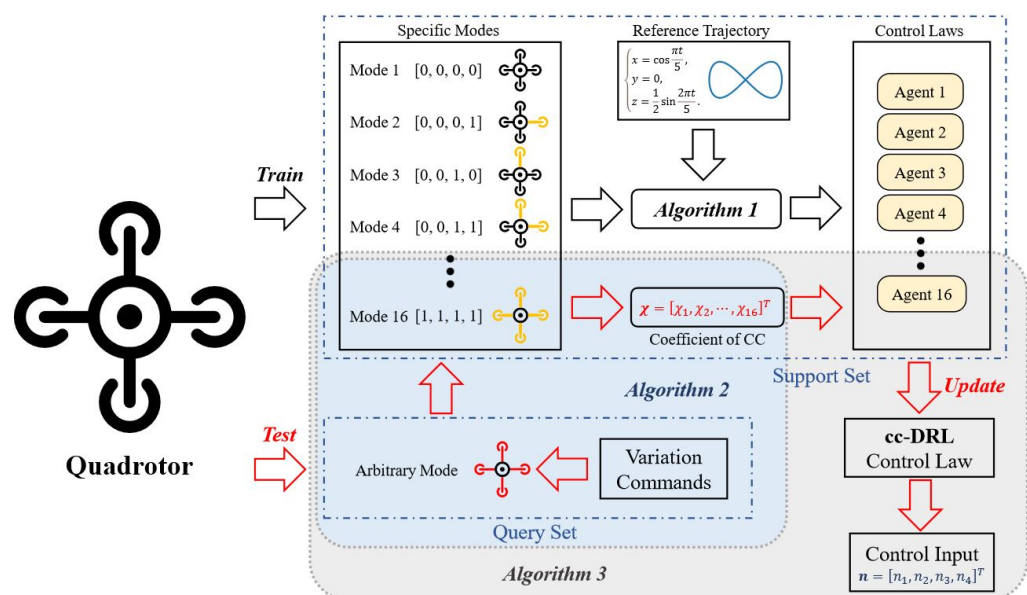 Specific Modes
Mode 1 [0, 0, 0, 0]
Mode 2 [0, 0, 0, 1]
Mode 3 [0, 0, 1, 0]
Mode 4 [0, 0, 1, 1]
Mode 16 [1, 1, 1, 1]
Reference Trajectory
x = cos πt/5,
y = 0,
z = 1/2 sin 2πt/5.
Control Laws
Agent 1
Agent 2
Agent 3
Agent 4
Agent 16
Train
Algorithm 1
χ = [χ₁, χ₂, ⋯, χ₁₆]ᵀ
Coefficient of CC
Support Set
Algorithm 2
Update
Quadrotor
Test
Arbitrary Mode
Variation
Commands
Query Set
cc-DRL
Control Law
Algorithm 3
Control Input
n = [n₁, n₂, n₃, n₄]ᵀ